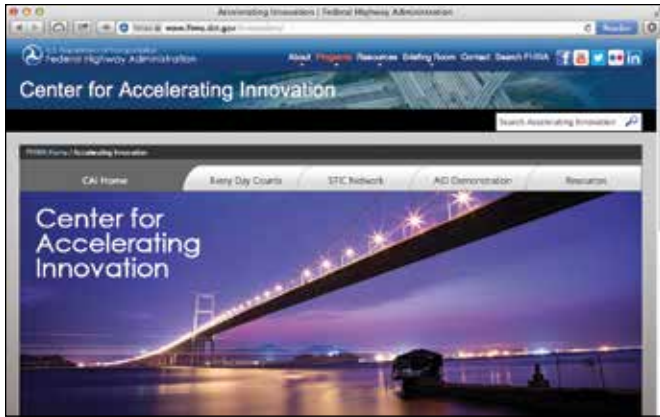 Accelerating Innovation | Federal Highway Administration
https www.fhwa.dot.gov
Reader
U.S. Department of Transportation
Federal Highway Administration
About Programs Resources Briefing Room Contact Search FHWA
Center for Accelerating Innovation
Search Accelerating Innovation
FHWA Home / Accelerating Innovation
CAI Home
Every Day Counts
STIC Network
AID Demonstration
Resources
Center for
Accelerating
Innovation